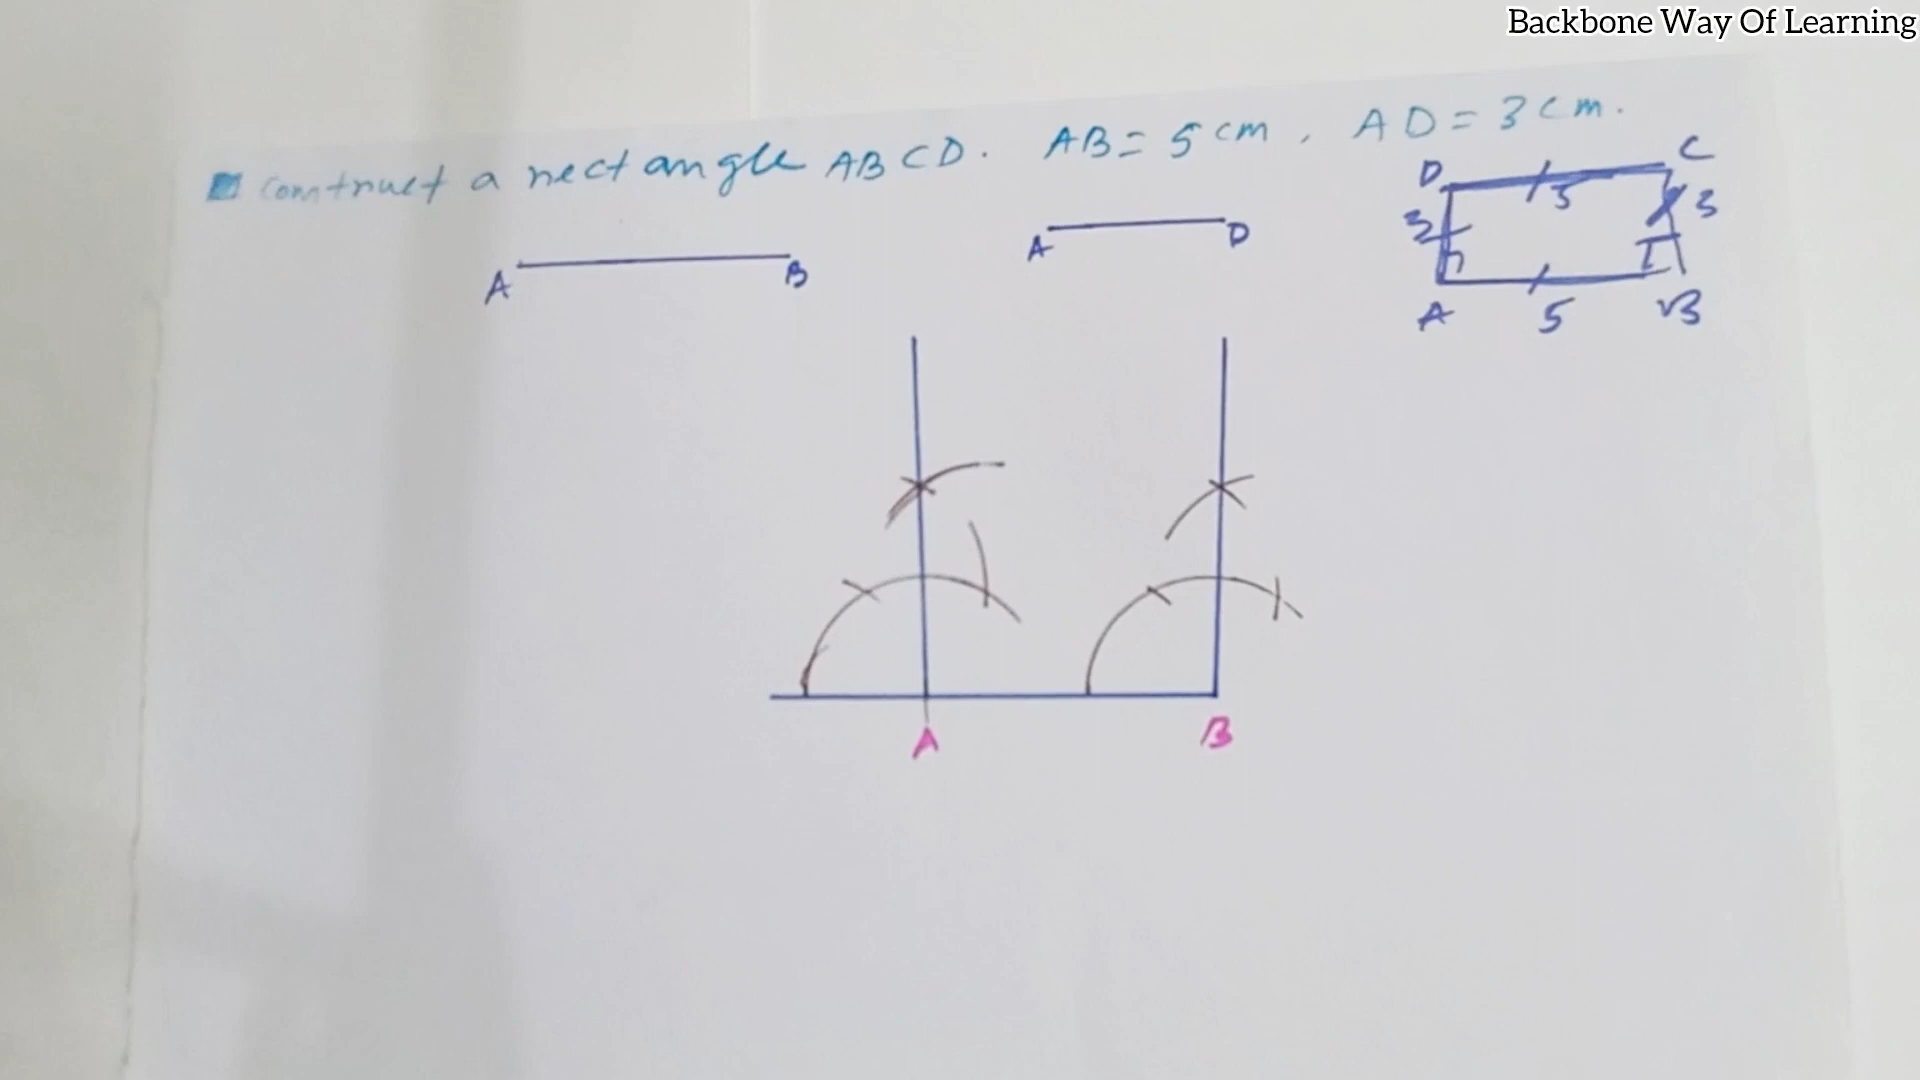 Backbone Way Of Learning
Construct a rectangle ABCD. AB = 5 cm, AD = 3 cm.
D C
5
3 3
A D
A B
A 5 B
A B